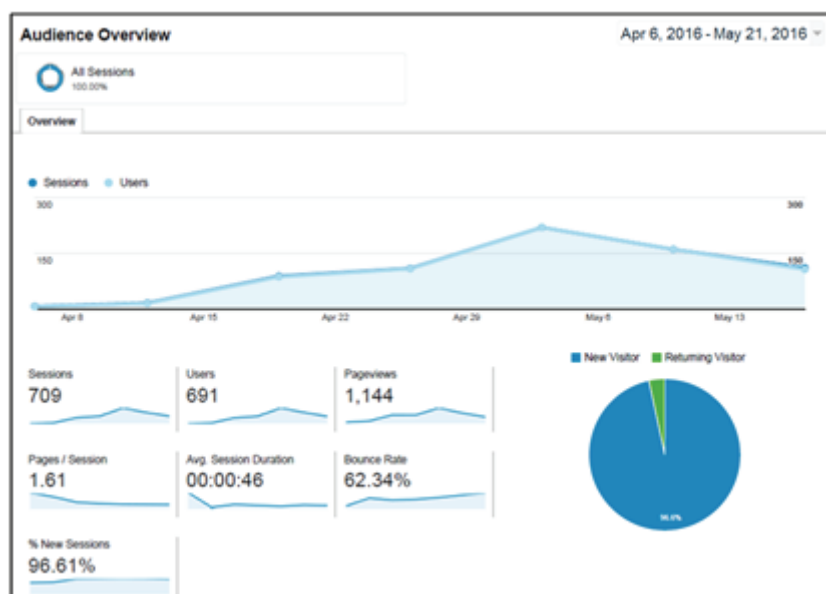 Audience Overview
Apr 6, 2016 - May 21, 2016
All Sessions
100.00%
Overview
Sessions Users
300 300
150 150
Apr 8 Apr 15 Apr 22 Apr 29 May 6 May 13
New Visitor Returning Visitor
Sessions Users Pageviews
709 691 1,144
Pages / Session Avg. Session Duration Bounce Rate
1.61 00:00:46 62.34%
% New Sessions
96.61%